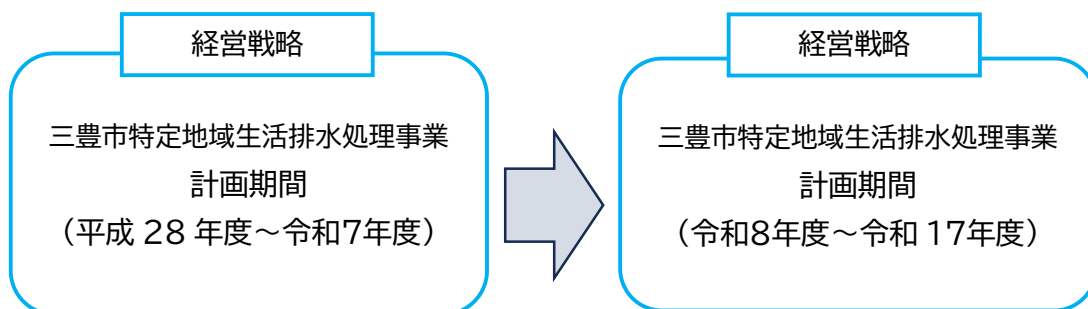 経営戦略
三豊市特定地域生活排水処理事業
計画期間
（平成 28 年度～令和7年度）
経営戦略
三豊市特定地域生活排水処理事業
計画期間
（令和8年度～令和 17年度）